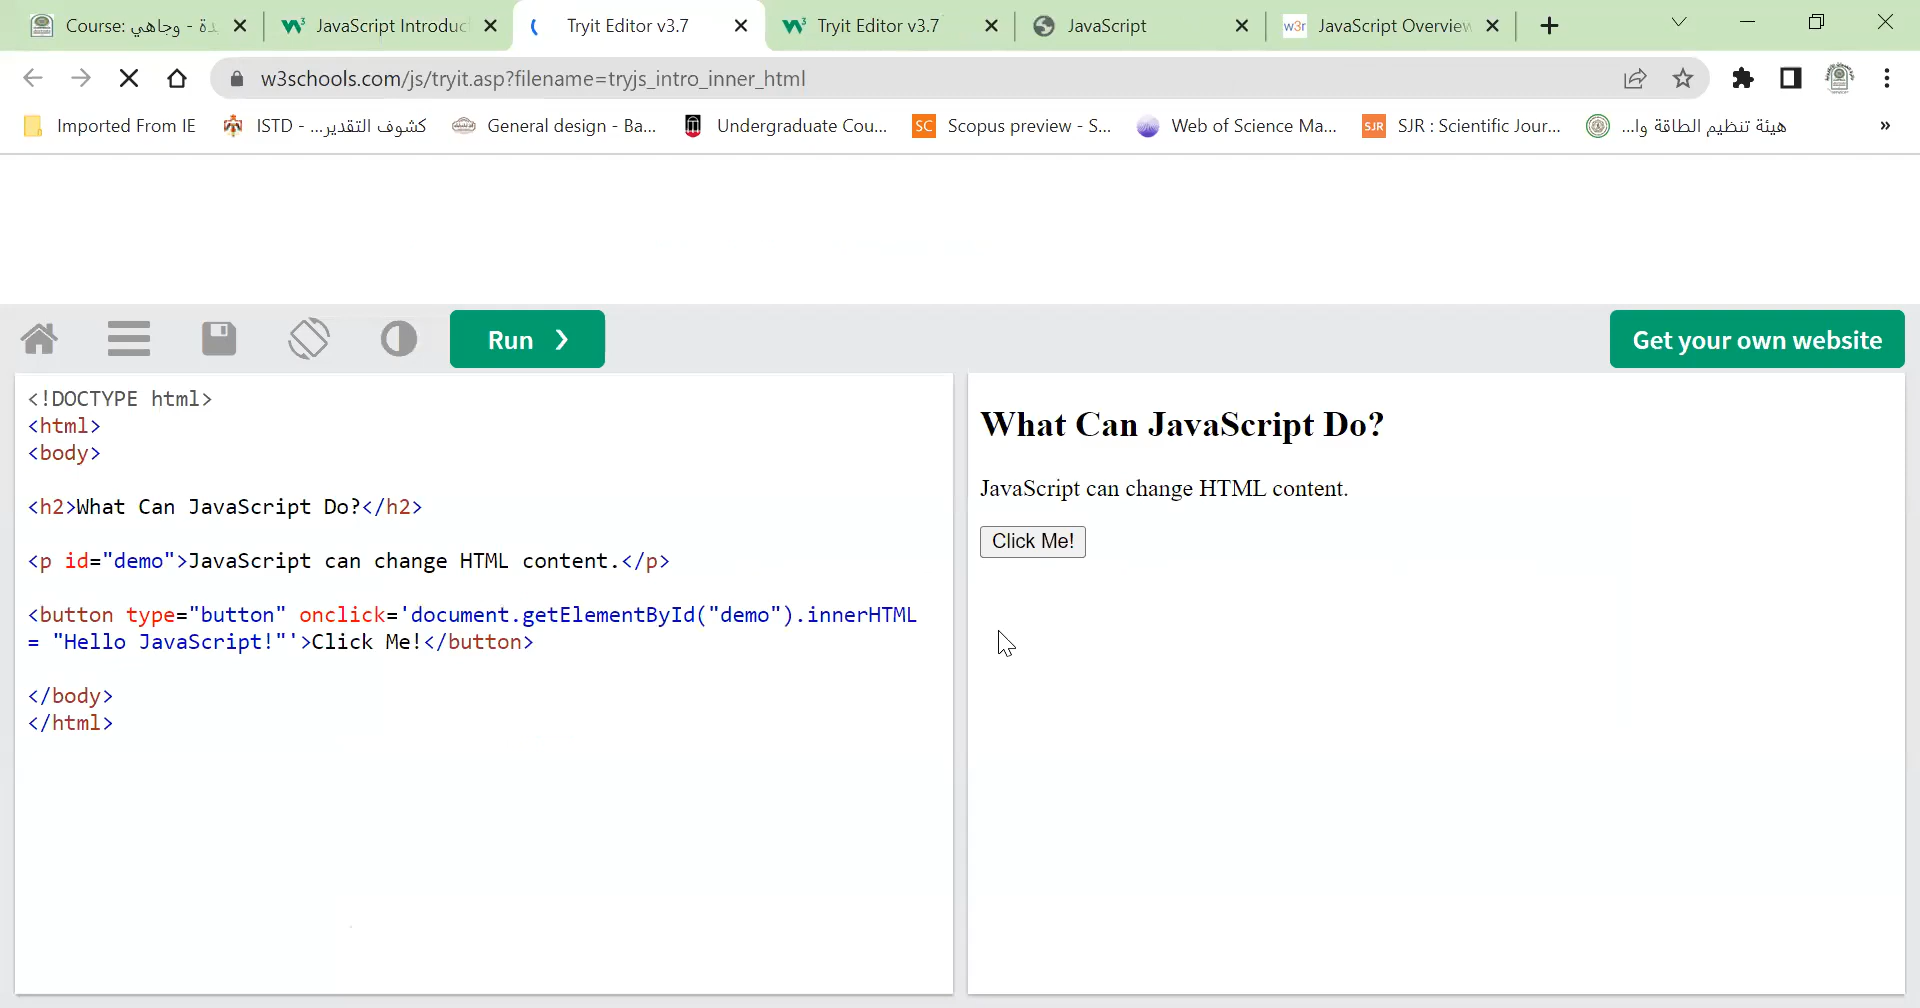 Course: وجاهي - دة
JavaScript Introduc
Tryit Editor v3.7
Tryit Editor v3.7
JavaScript
w3r JavaScript Overview
w3schools.com/js/tryit.asp?filename=tryjs_intro_inner_html
Imported From IE
ISTD - ...كشوف التقدير
General design - Ba...
Undergraduate Cou...
SC Scopus preview - S...
Web of Science Ma...
SJR SJR : Scientific Jour...
هيئة تنظيم الطاقة وا...
»
Run ❯
Get your own website
<!DOCTYPE html>
<html>
<body>
<h2>What Can JavaScript Do?</h2>
<p id="demo">JavaScript can change HTML content.</p>
<button type="button" onclick='document.getElementById("demo").innerHTML
= "Hello JavaScript!"'>Click Me!</button>
</body>
</html>
What Can JavaScript Do?
JavaScript can change HTML content.
Click Me!